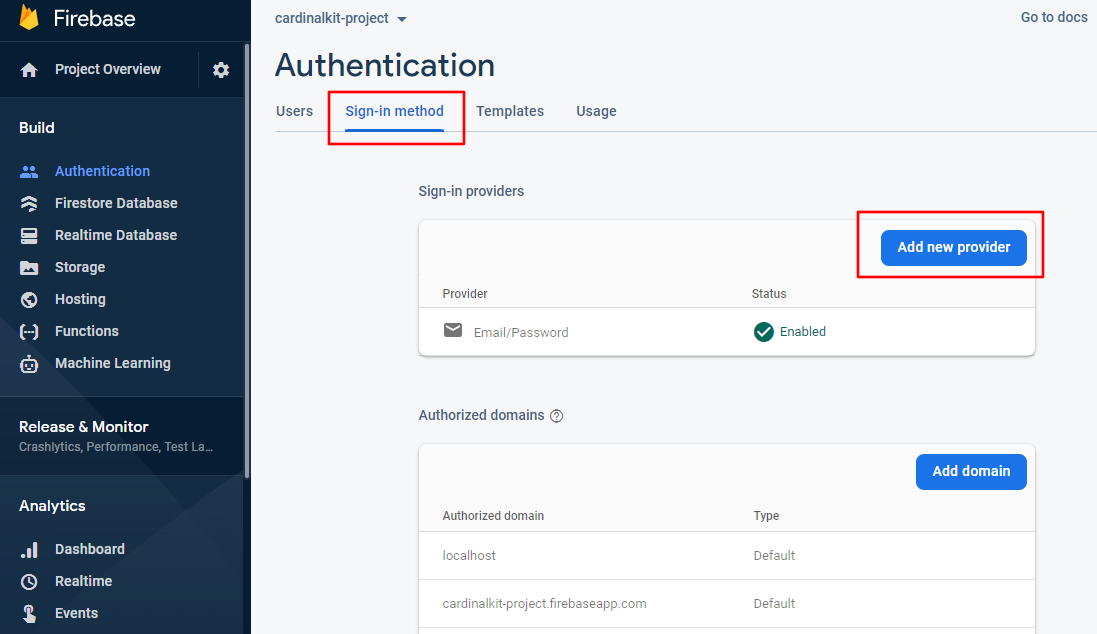 Firebase
Project Overview
Build
Authentication
Firestore Database
Realtime Database
Storage
Hosting
Functions
Machine Learning
Release & Monitor
Crashlytics, Performance, Test La...
Analytics
Dashboard
Realtime
Events
cardinalkit-project
Go to docs
Authentication
Users Sign-in method Templates Usage
Sign-in providers
Add new provider
Provider Status
Email/Password Enabled
Authorized domains
Add domain
Authorized domain Type
localhost Default
cardinalkit-project.firebaseapp.com Default